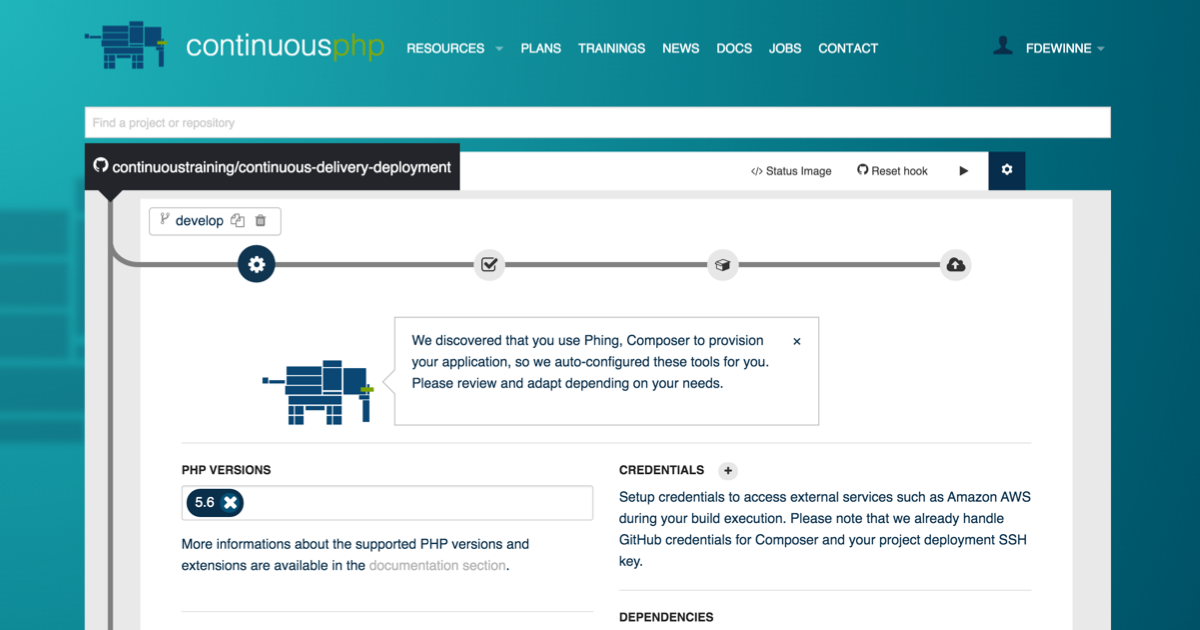 continuousphp RESOURCES PLANS TRAININGS NEWS DOCS JOBS CONTACT FDEWINNE
Find a project or repository
continuoustraining/continuous-delivery-deployment
</> Status Image Reset hook
develop
We discovered that you use Phing, Composer to provision ×
your application, so we auto-configured these tools for you.
Please review and adapt depending on your needs.
PHP VERSIONS
5.6
More informations about the supported PHP versions and
extensions are available in the documentation section.
CREDENTIALS +
Setup credentials to access external services such as Amazon AWS
during your build execution. Please note that we already handle
GitHub credentials for Composer and your project deployment SSH
key.
DEPENDENCIES